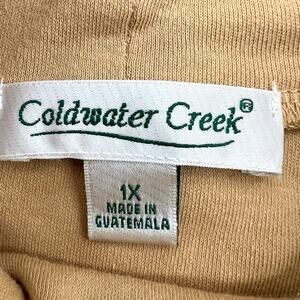 Coldwater Creek®
1X
MADE IN
GUATEMALA